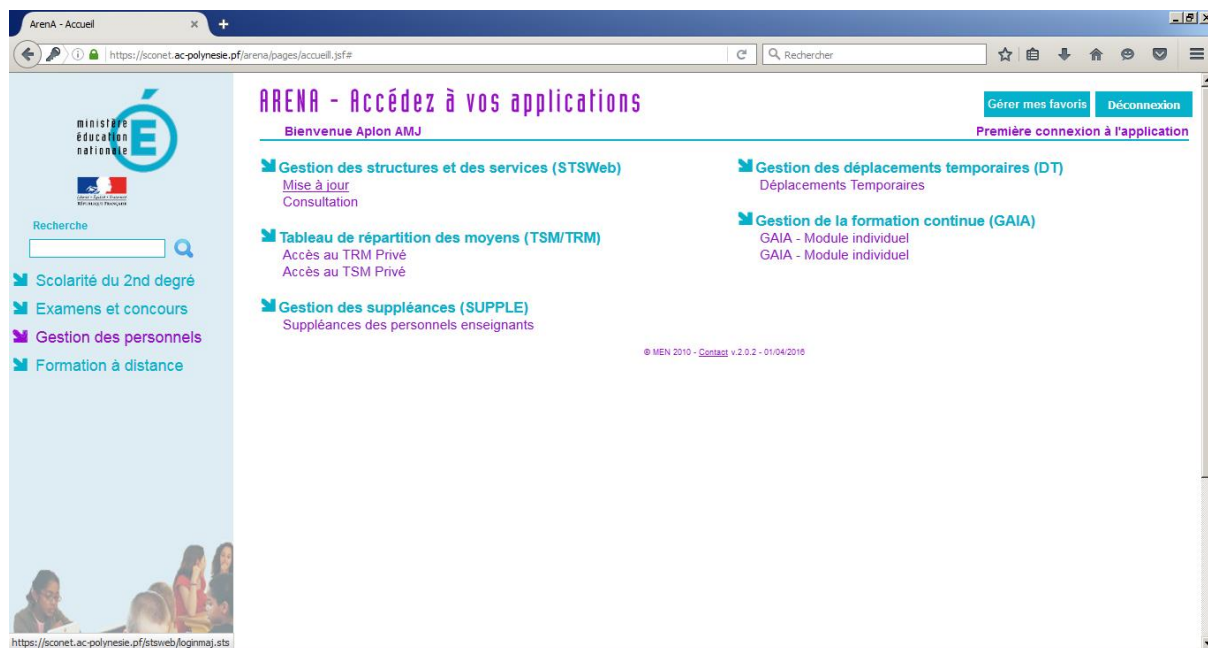 ArenA - Accueil
https://sconet.ac-polynesie.pf/arena/pages/accueil.jsf#
Rechercher
ministère
éducation
nationale
Liberté • Égalité • Fraternité
RÉPUBLIQUE FRANÇAISE
Recherche
Scolarité du 2nd degré
Examens et concours
Gestion des personnels
Formation à distance
ARENA - Accédez à vos applications
Gérer mes favoris
Déconnexion
Bienvenue Aplon AMJ
Première connexion à l'application
Gestion des structures et des services (STSWeb)
Mise à jour
Consultation
Tableau de répartition des moyens (TSM/TRM)
Accès au TRM Privé
Accès au TSM Privé
Gestion des suppléances (SUPPLE)
Suppléances des personnels enseignants
Gestion des déplacements temporaires (DT)
Déplacements Temporaires
Gestion de la formation continue (GAIA)
GAIA - Module individuel
GAIA - Module individuel
© MEN 2010 - Contact v.2.0.2 - 01/04/2016
https://sconet.ac-polynesie.pf/stsweb/loginmaj.sts